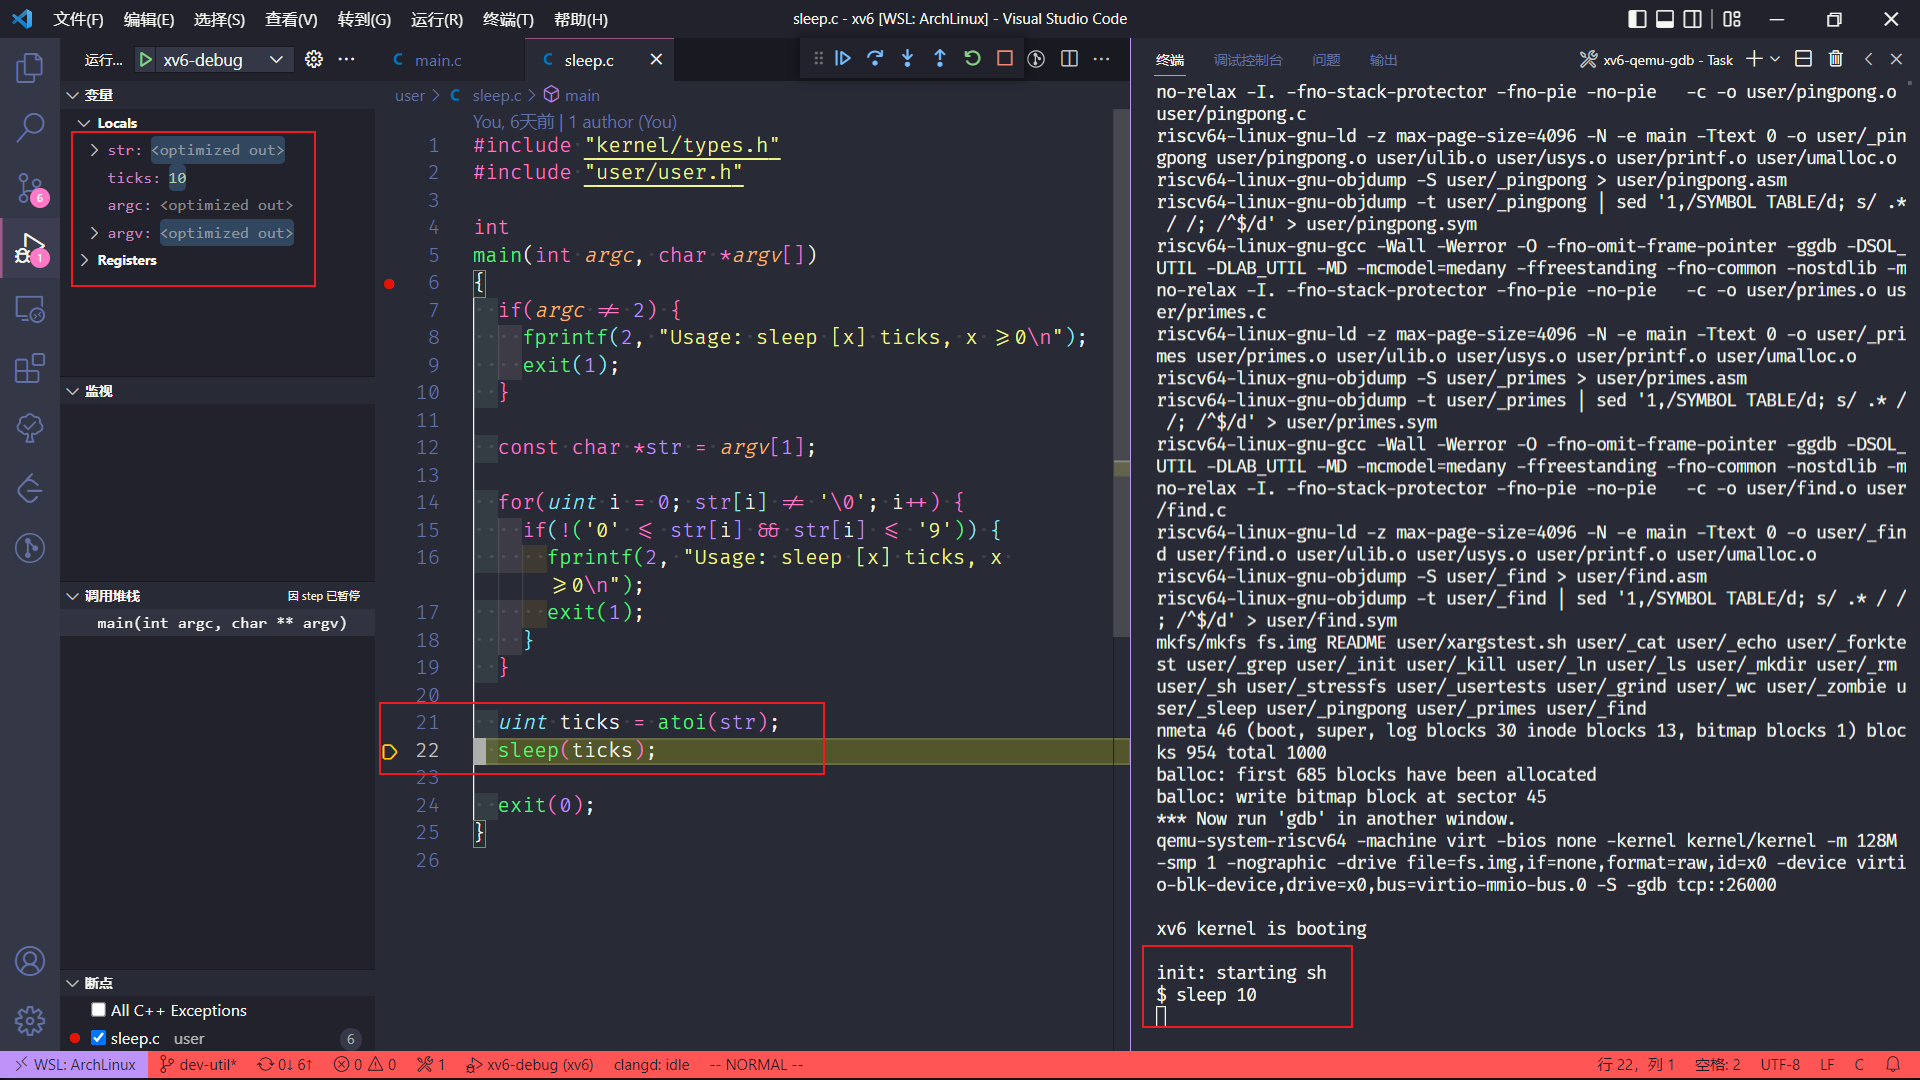 文件(F) 编辑(E) 选择(S) 查看(V) 转到(G) 运行(R) 终端(T) 帮助(H)
sleep.c - xv6 [WSL: ArchLinux] - Visual Studio Code
运行... xv6-debug
变量
Locals
str: <optimized out>
ticks: 10
argc: <optimized out>
argv: <optimized out>
Registers
监视
调用堆栈 因 step 已暂停
main(int argc, char ** argv)
断点
All C++ Exceptions
sleep.c user 6
6
1
main.c sleep.c
user > C sleep.c > main
You, 6天前 | 1 author (You)
1 #include "kernel/types.h"
2 #include "user/user.h"
3
4 int
5 main(int argc, char *argv[])
6 {
7 if(argc ≠ 2) {
8 fprintf(2, "Usage: sleep [x] ticks, x ⩾0\n");
9 exit(1);
10 }
11
12 const char *str = argv[1];
13
14 for(uint i = 0; str[i] ≠ '\0'; i++) {
15 if(!('0' ⩽ str[i] && str[i] ⩽ '9')) {
16 fprintf(2, "Usage: sleep [x] ticks, x
⩾0\n");
17 exit(1);
18 }
19 }
20
21 uint ticks = atoi(str);
22 sleep(ticks);
23
24 exit(0);
25 }
26
终端 调试控制台 问题 输出 xv6-qemu-gdb - Task
no-relax -I. -fno-stack-protector -fno-pie -no-pie   -c -o user/pingpong.o
user/pingpong.c
riscv64-linux-gnu-ld -z max-page-size=4096 -N -e main -Ttext 0 -o user/_pin
gpong user/pingpong.o user/ulib.o user/usys.o user/printf.o user/umalloc.o
riscv64-linux-gnu-objdump -S user/_pingpong > user/pingpong.asm
riscv64-linux-gnu-objdump -t user/_pingpong | sed '1,/SYMBOL TABLE/d; s/ .*
/ /; /^$/d' > user/pingpong.sym
riscv64-linux-gnu-gcc -Wall -Werror -O -fno-omit-frame-pointer -ggdb -DSOL_
UTIL -DLAB_UTIL -MD -mcmodel=medany -ffreestanding -fno-common -nostdlib -m
no-relax -I. -fno-stack-protector -fno-pie -no-pie   -c -o user/primes.o us
er/primes.c
riscv64-linux-gnu-ld -z max-page-size=4096 -N -e main -Ttext 0 -o user/_pri
mes user/primes.o user/ulib.o user/usys.o user/printf.o user/umalloc.o
riscv64-linux-gnu-objdump -S user/_primes > user/primes.asm
riscv64-linux-gnu-objdump -t user/_primes | sed '1,/SYMBOL TABLE/d; s/ .* /
/; /^$/d' > user/primes.sym
riscv64-linux-gnu-gcc -Wall -Werror -O -fno-omit-frame-pointer -ggdb -DSOL_
UTIL -DLAB_UTIL -MD -mcmodel=medany -ffreestanding -fno-common -nostdlib -m
no-relax -I. -fno-stack-protector -fno-pie -no-pie   -c -o user/find.o user
/find.c
riscv64-linux-gnu-ld -z max-page-size=4096 -N -e main -Ttext 0 -o user/_fin
d user/find.o user/ulib.o user/usys.o user/printf.o user/umalloc.o
riscv64-linux-gnu-objdump -S user/_find > user/find.asm
riscv64-linux-gnu-objdump -t user/_find | sed '1,/SYMBOL TABLE/d; s/ .* / /
; /^$/d' > user/find.sym
mkfs/mkfs fs.img README user/xargstest.sh user/_cat user/_echo user/_forkte
st user/_grep user/_init user/_kill user/_ln user/_ls user/_mkdir user/_rm
user/_sh user/_stressfs user/_usertests user/_grind user/_wc user/_zombie u
ser/_sleep user/_pingpong user/_primes user/_find
nmeta 46 (boot, super, log blocks 30 inode blocks 13, bitmap blocks 1) bloc
ks 954 total 1000
balloc: first 685 blocks have been allocated
balloc: write bitmap block at sector 45
*** Now run 'gdb' in another window.
qemu-system-riscv64 -machine virt -bios none -kernel kernel/kernel -m 128M
-smp 1 -nographic -drive file=fs.img,if=none,format=raw,id=x0 -device virti
o-blk-device,drive=x0,bus=virtio-mmio-bus.0 -S -gdb tcp::26000
xv6 kernel is booting
init: starting sh
$ sleep 10
WSL: ArchLinux dev-util* 0↓ 6↑ 0 0 1 xv6-debug (xv6) clangd: idle -- NORMAL -- 行 22，列 1 空格: 2 UTF-8 LF C